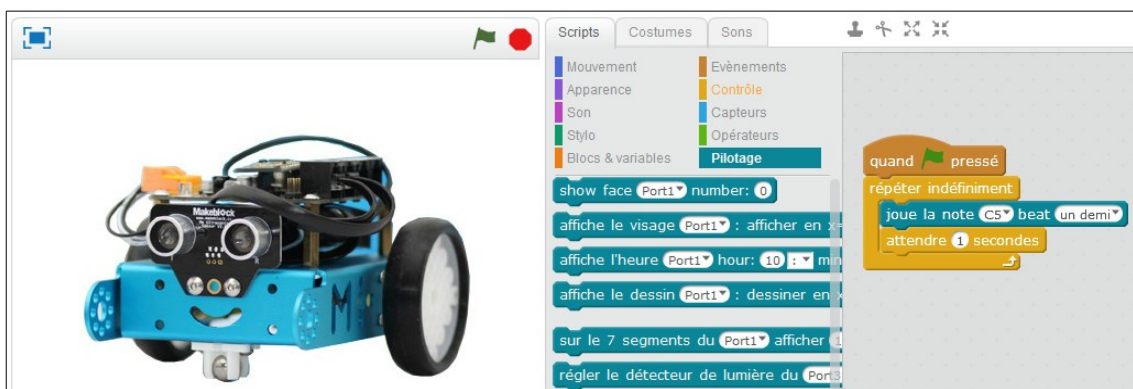 Scripts Costumes Sons
Mouvement Evènements
Apparence Contrôle
Son Capteurs
Stylo Opérateurs
Blocs & variables Pilotage
show face Port1 number: 0
affiche le visage Port1 : afficher en x=
affiche l'heure Port1 hour: 10 : min
affiche le dessin Port1 : dessiner en x
sur le 7 segments du Port1 afficher
régler le détecteur de lumière du Port3
quand pressé
répéter indéfiniment
joue la note C5 beat un demi
attendre 1 secondes
Makeblock